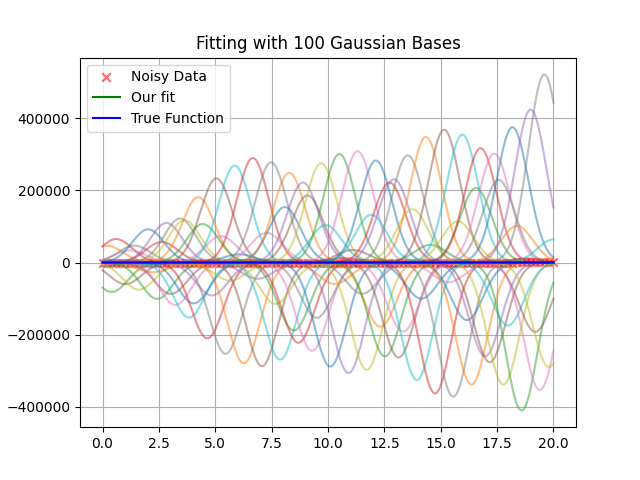 Fitting with 100 Gaussian Bases
Noisy Data
Our fit
True Function
400000
200000
0
−200000
−400000
0.0 2.5 5.0 7.5 10.0 12.5 15.0 17.5 20.0